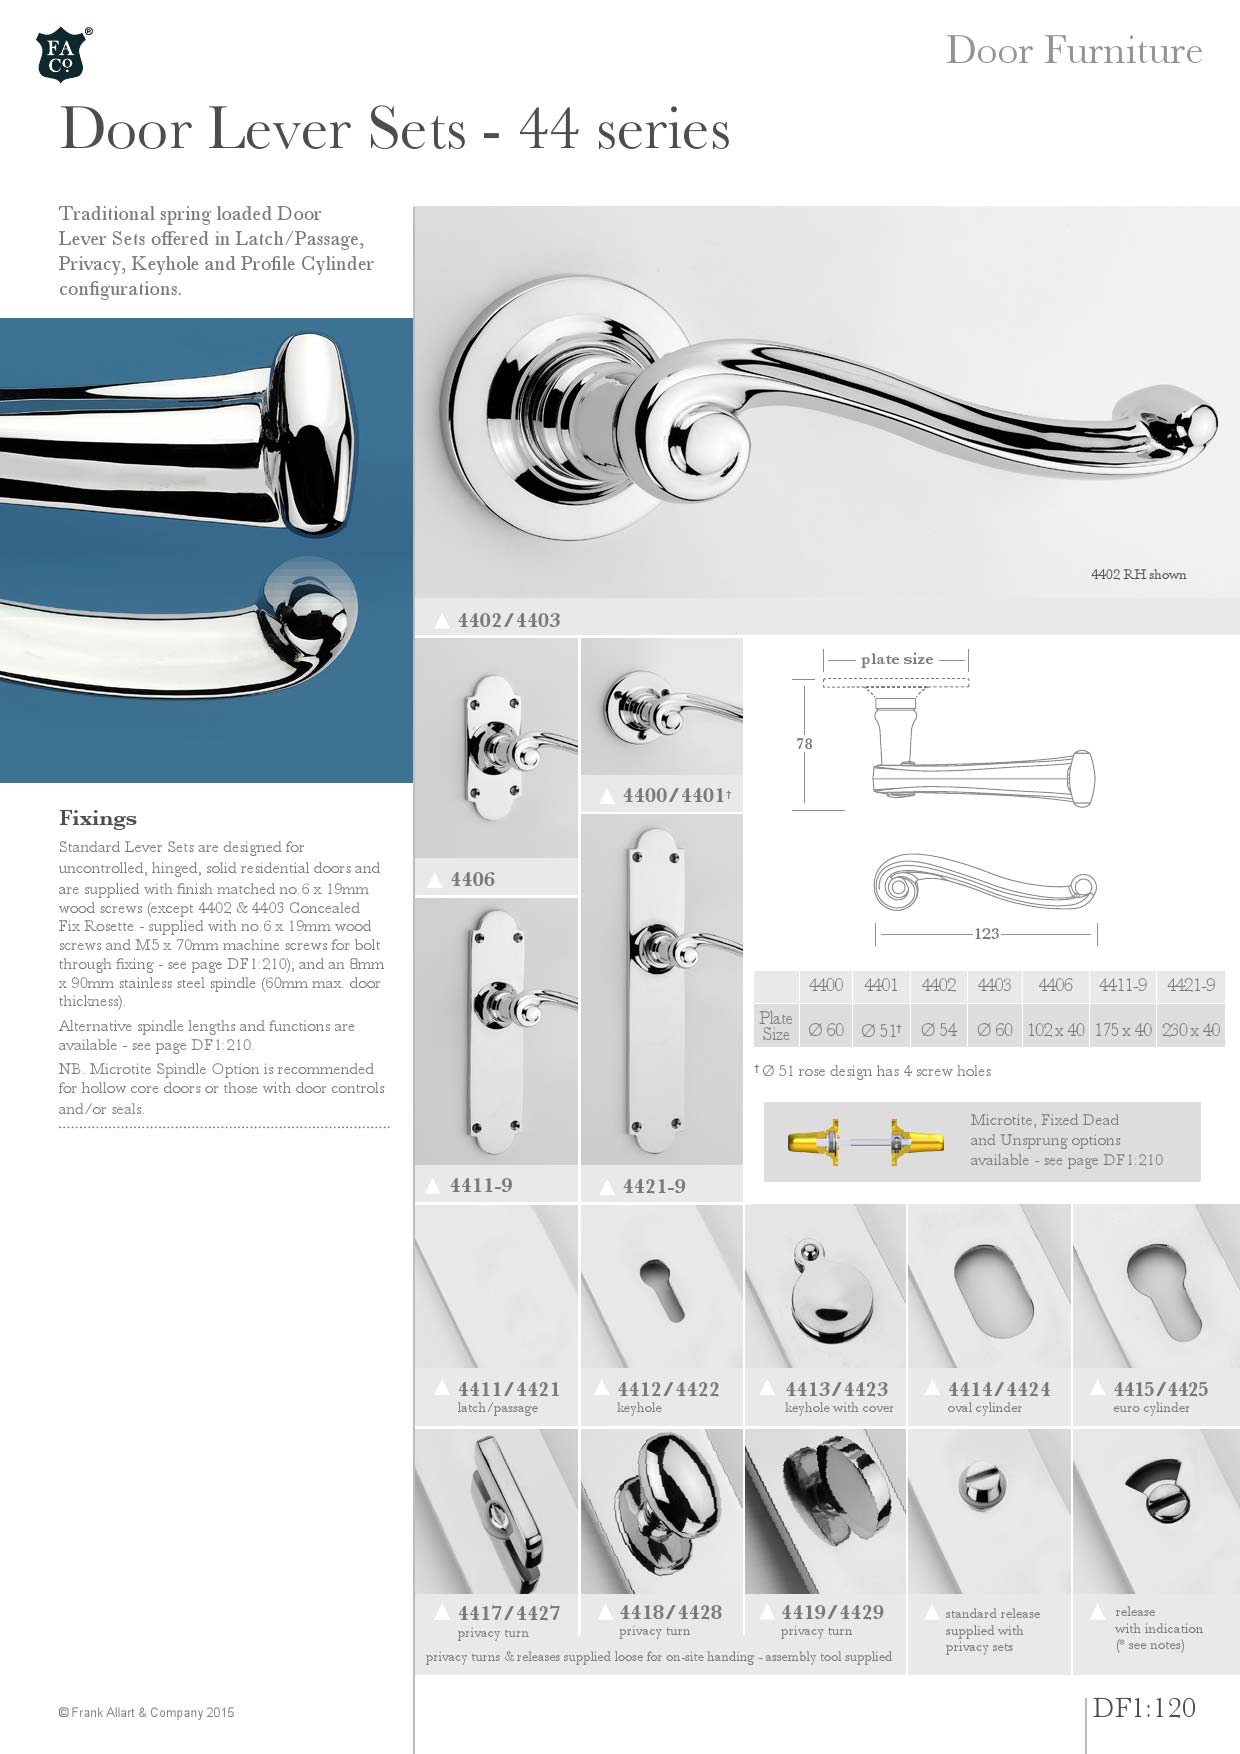 FA
Co.
®
Door Furniture
Door Lever Sets - 44 series
Traditional spring loaded Door
Lever Sets offered in Latch/Passage,
Privacy, Keyhole and Profile Cylinder
configurations.
4402 RH shown
4402/4403
plate size
78
123
4400/4401†
4406
4411-9
4421-9
Fixings
Standard Lever Sets are designed for
uncontrolled, hinged, solid residential doors and
are supplied with finish matched no.6 x 19mm
wood screws (except 4402 & 4403 Concealed
Fix Rosette - supplied with no.6 x 19mm wood
screws and M5 x 70mm machine screws for bolt
through fixing - see page DF1:210), and an 8mm
x 90mm stainless steel spindle (60mm max. door
thickness).
Alternative spindle lengths and functions are
available - see page DF1:210.
NB. Microtite Spindle Option is recommended
for hollow core doors or those with door controls
and/or seals.
4400 4401 4402 4403 4406 4411-9 4421-9
Plate Size Ø 60 Ø 51† Ø 54 Ø 60 102 x 40 175 x 40 230 x 40
† Ø 51 rose design has 4 screw holes
Microtite, Fixed Dead
and Unsprung options
available - see page DF1:210
4411/4421
latch/passage
4412/4422
keyhole
4413/4423
keyhole with cover
4414/4424
oval cylinder
4415/4425
euro cylinder
4417/4427
privacy turn
4418/4428
privacy turn
4419/4429
privacy turn
standard release
supplied with
privacy sets
release
with indication
(* see notes)
privacy turns & releases supplied loose for on-site handing - assembly tool supplied
© Frank Allart & Company 2015
DF1:120